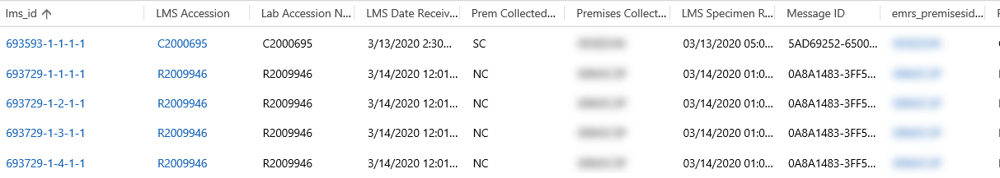 lms_id LMS Accession Lab Accession N... LMS Date Receiv... Prem Collected... Premises Collect... LMS Specimen R... Message ID emrs_premisesid...
693593-1-1-1-1 C2000695 C2000695 3/13/2020 2:30... SC 03/13/2020 05:0... 5AD69252-6500...
693729-1-1-1-1 R2009946 R2009946 3/14/2020 12:01... NC 03/14/2020 01:0... 0A8A1483-3FF5...
693729-1-2-1-1 R2009946 R2009946 3/14/2020 12:01... NC 03/14/2020 01:0... 0A8A1483-3FF5...
693729-1-3-1-1 R2009946 R2009946 3/14/2020 12:01... NC 03/14/2020 01:0... 0A8A1483-3FF5...
693729-1-4-1-1 R2009946 R2009946 3/14/2020 12:01... NC 03/14/2020 01:0... 0A8A1483-3FF5...